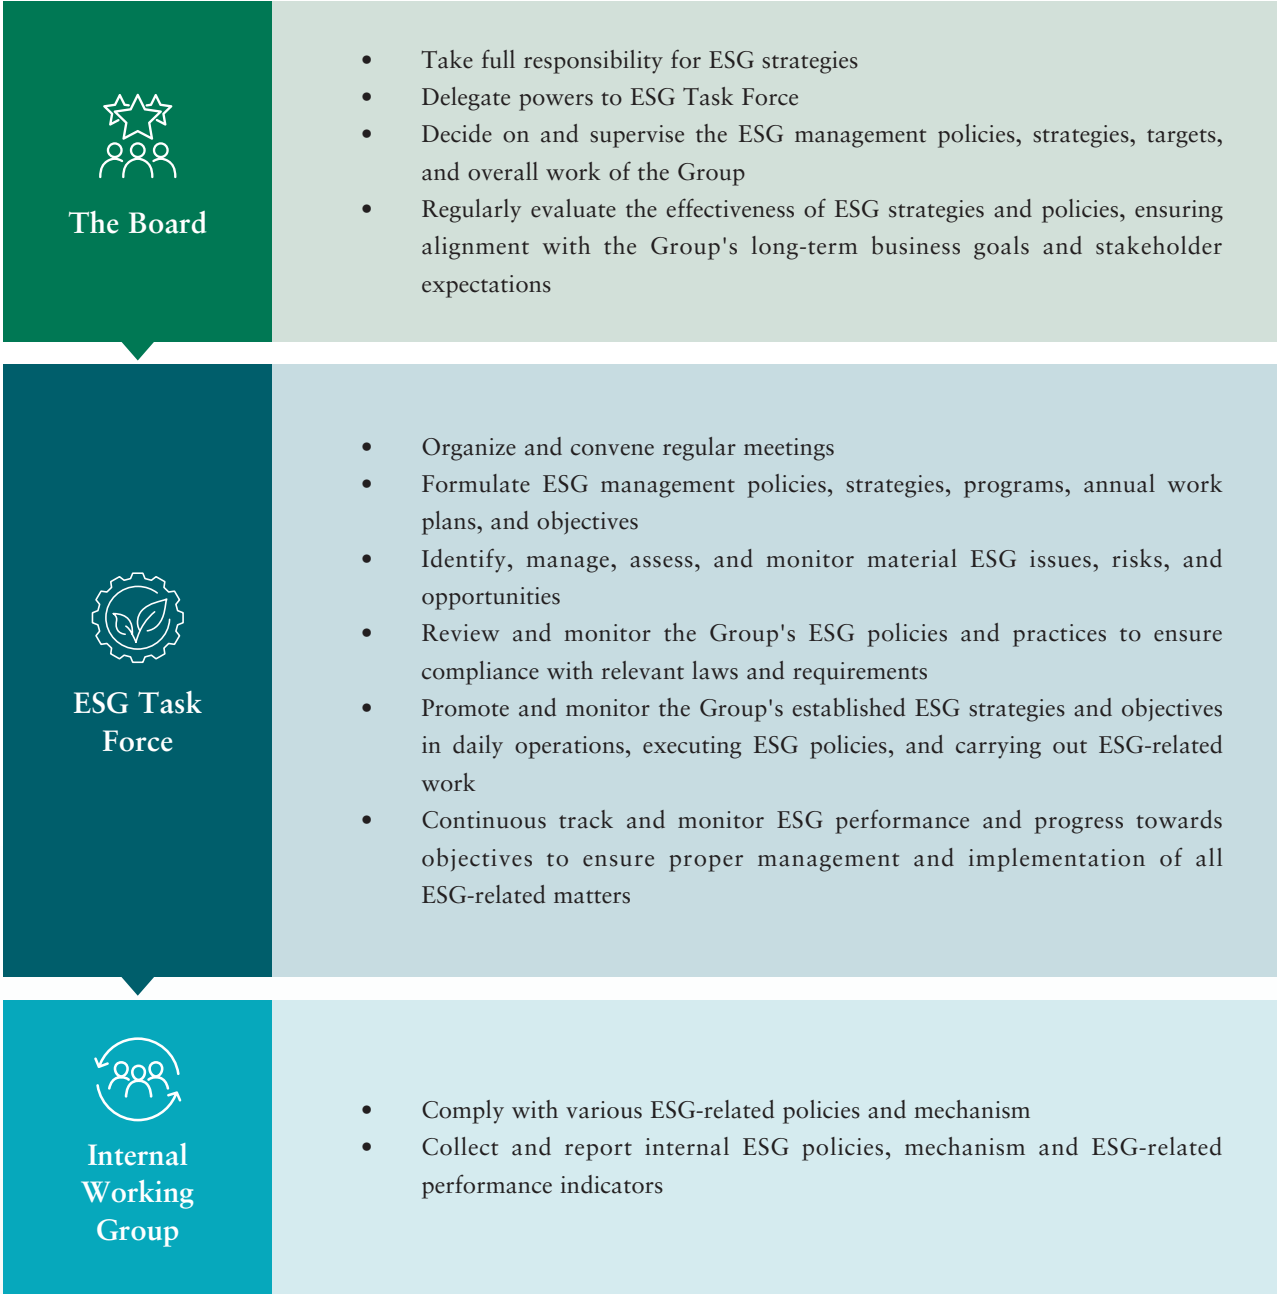 The Board
• Take full responsibility for ESG strategies
• Delegate powers to ESG Task Force
• Decide on and supervise the ESG management policies, strategies, targets,
and overall work of the Group
• Regularly evaluate the effectiveness of ESG strategies and policies, ensuring
alignment with the Group's long-term business goals and stakeholder
expectations
ESG Task
Force
• Organize and convene regular meetings
• Formulate ESG management policies, strategies, programs, annual work
plans, and objectives
• Identify, manage, assess, and monitor material ESG issues, risks, and
opportunities
• Review and monitor the Group's ESG policies and practices to ensure
compliance with relevant laws and requirements
• Promote and monitor the Group's established ESG strategies and objectives
in daily operations, executing ESG policies, and carrying out ESG-related
work
• Continuous track and monitor ESG performance and progress towards
objectives to ensure proper management and implementation of all
ESG-related matters
Internal
Working
Group
• Comply with various ESG-related policies and mechanism
• Collect and report internal ESG policies, mechanism and ESG-related
performance indicators